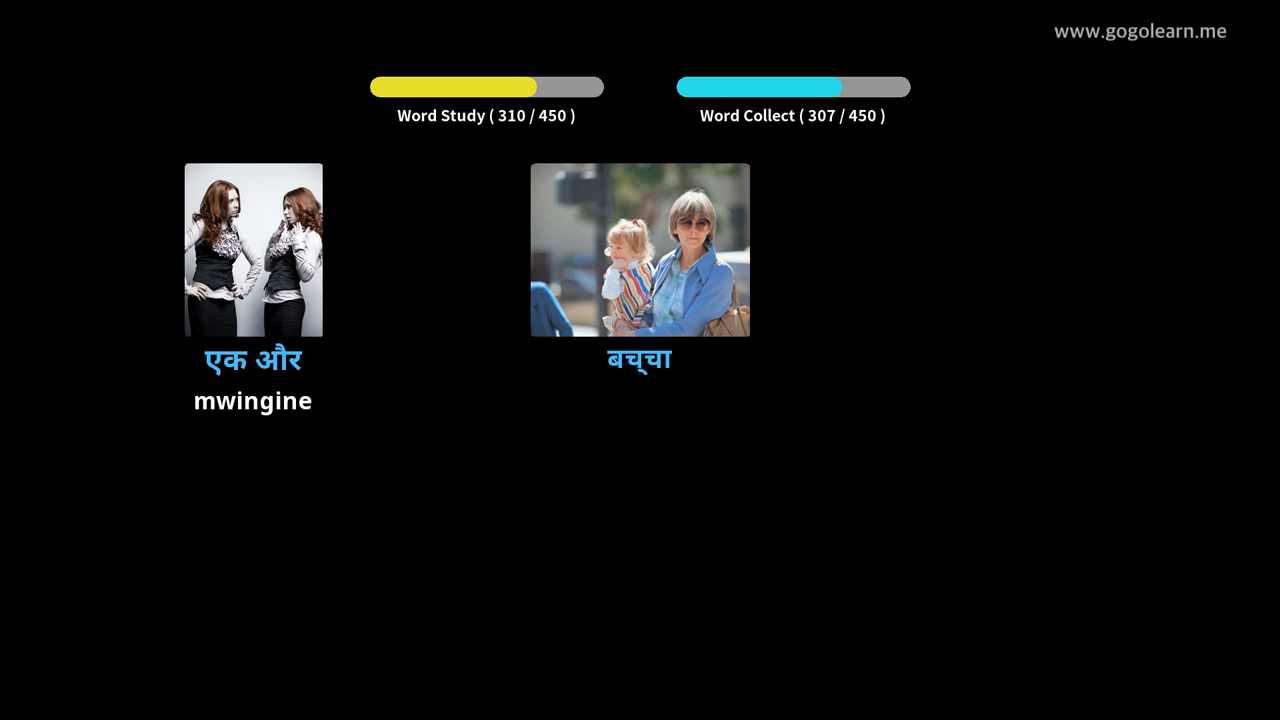 www.gogolearn.me
Word Study ( 310 / 450 )
Word Collect ( 307 / 450 )
एक और
mwingine
बच्चा